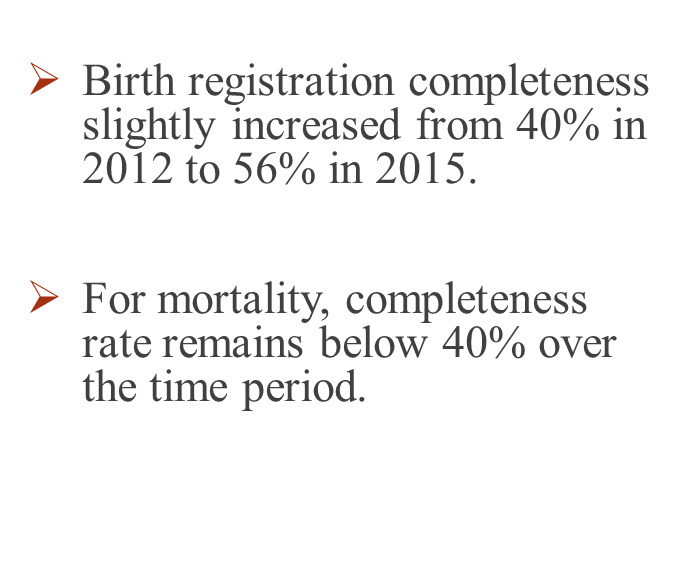 Birth registration completeness
slightly increased from 40% in
2012 to 56% in 2015.
For mortality, completeness
rate remains below 40% over
the time period.